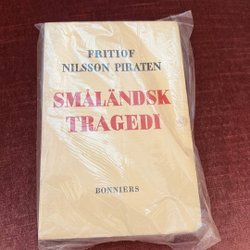 FRITIOF
NILSSON PIRATEN
SMÅLÄNDSK
TRAGEDI
BONNIERS